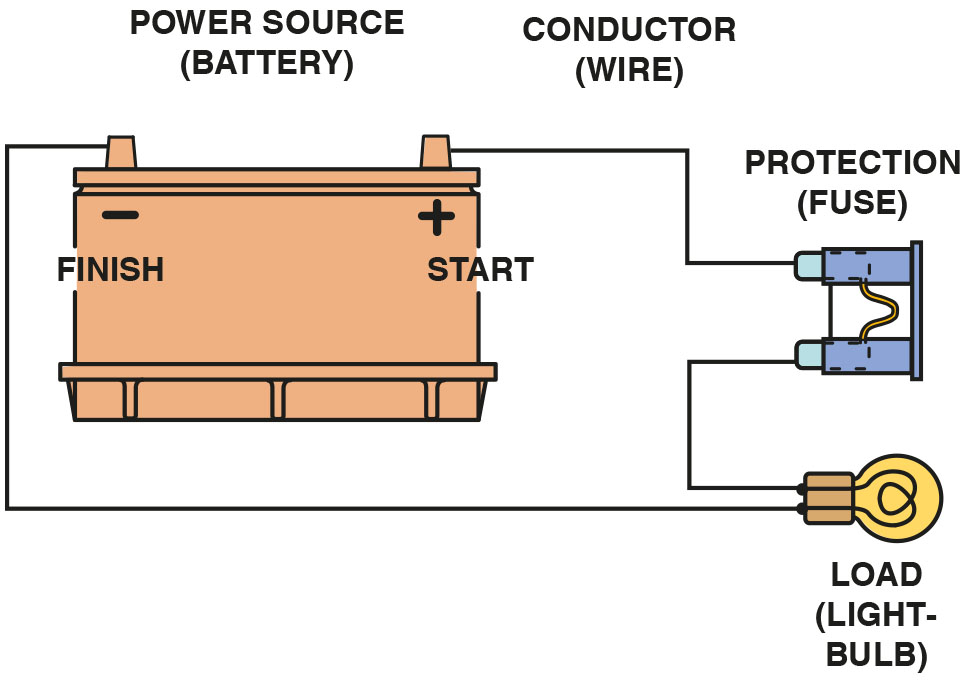 POWER SOURCE
(BATTERY)
CONDUCTOR
(WIRE)
PROTECTION
(FUSE)
− +
FINISH START
LOAD
(LIGHT-
BULB)